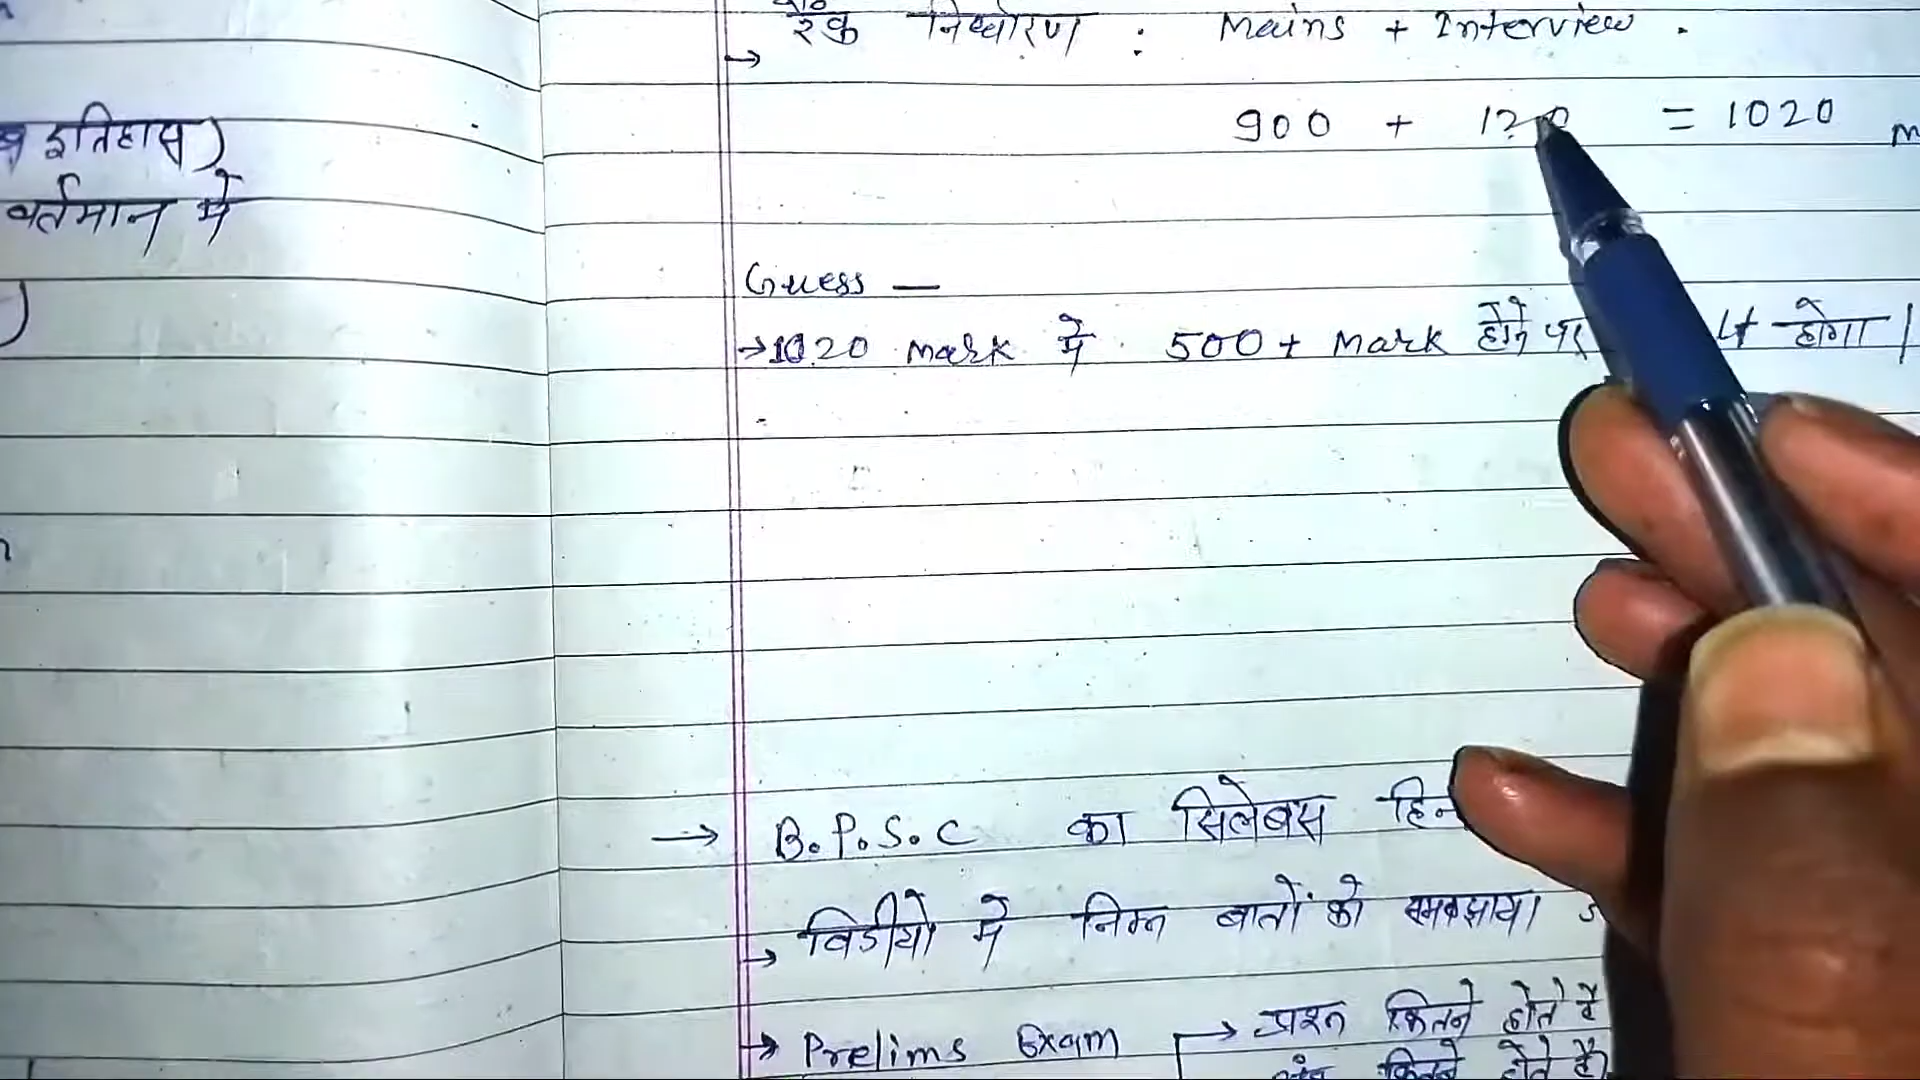 व इतिहास)
वर्तमान में
)
→ रैंक निर्धारण : Mains + Interview .
900 + 120 = 1020 m
Guess —
→1020 mark में 500+ mark होने पर lt होगा |
→ B.P.S.C का सिलेबस हिन
→ विडीयो में निम्न बातों को समझाया
→ Prelims Exam → प्रश्न कितने होते है
अंक कितने होते है